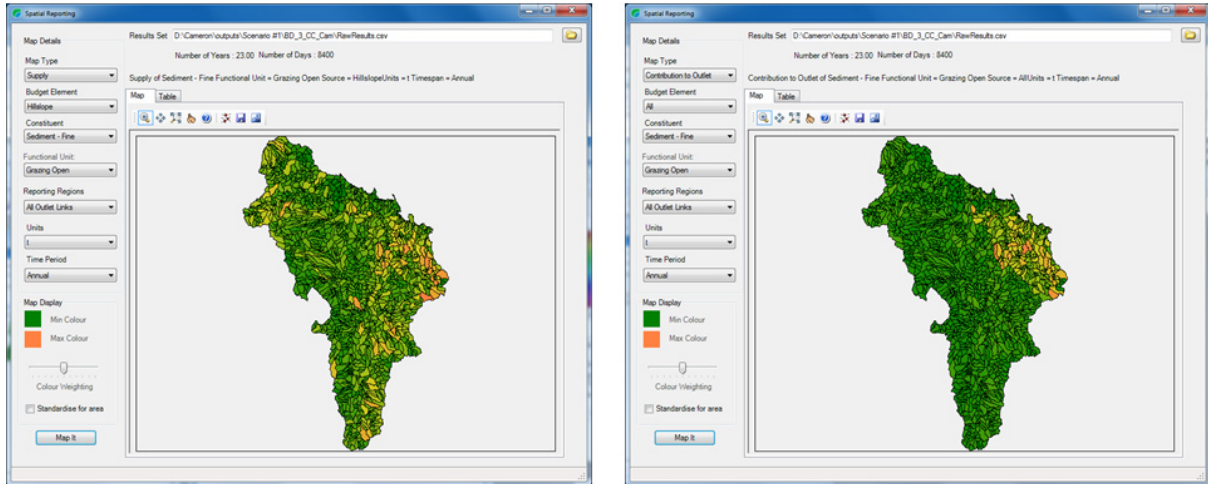 Spatial Reporting
Map Details
Results Set D:\Cameron\outputs\Scenario #1\BD_3_CC_Cam\RawResults.csv
Number of Years : 23.00 Number of Days : 8400
Map Type
Supply
Supply of Sediment - Fine Functional Unit = Grazing Open Source = HillslopeUnits = t Timespan = Annual
Budget Element
Hillslope
Map Table
Constituent
Sediment - Fine
Functional Unit:
Grazing Open
Reporting Regions
All Outlet Links
Units
t
Time Period
Annual
Map Display
Min Colour
Max Colour
Colour Weighting
Standardise for area
Map It
Spatial Reporting
Map Details
Results Set D:\Cameron\outputs\Scenario #1\BD_3_CC_Cam\RawResults.csv
Number of Years : 23.00 Number of Days : 8400
Map Type
Contribution to Outlet
Contribution to Outlet of Sediment - Fine Functional Unit = Grazing Open Source = AllUnits = t Timespan = Annual
Budget Element
All
Map Table
Constituent
Sediment - Fine
Functional Unit:
Grazing Open
Reporting Regions
All Outlet Links
Units
t
Time Period
Annual
Map Display
Min Colour
Max Colour
Colour Weighting
Standardise for area
Map It